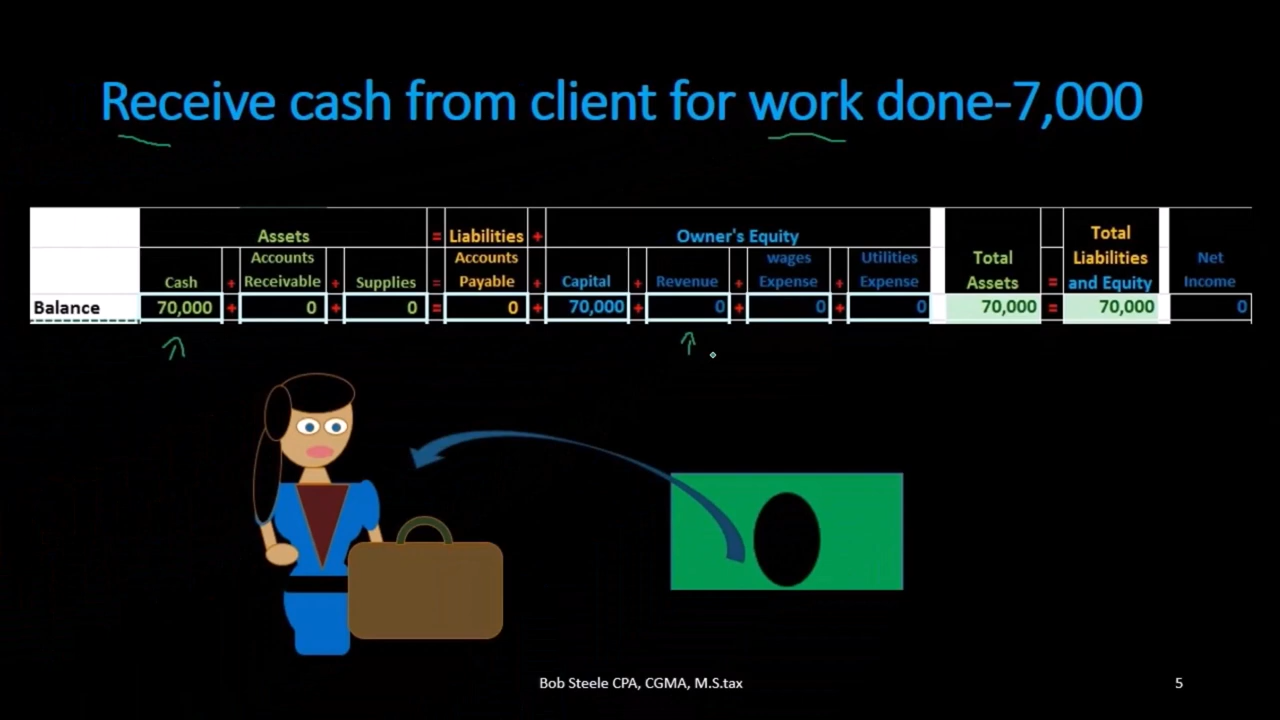 Receive cash from client for work done-7,000
Assets = Liabilities + Owner's Equity Total Assets = Total Liabilities and Equity Net Income
Cash + Accounts Receivable + Supplies = Accounts Payable + Capital + Revenue + wages Expense + Utilities Expense
Balance 70,000 + 0 + 0 = 0 + 70,000 + 0 + 0 + 0 70,000 = 70,000 0
Bob Steele CPA, CGMA, M.S.tax 5